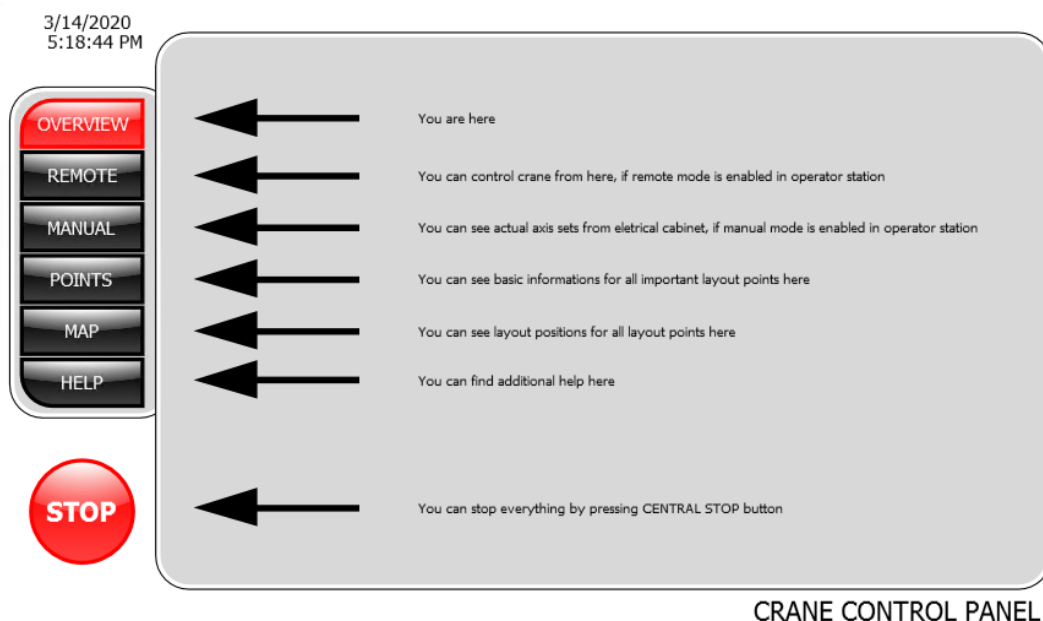 3/14/2020
5:18:44 PM
OVERVIEW
You are here
REMOTE
You can control crane from here, if remote mode is enabled in operator station
MANUAL
You can see actual axis sets from eletrical cabinet, if manual mode is enabled in operator station
POINTS
You can see basic informations for all important layout points here
MAP
You can see layout positions for all layout points here
HELP
You can find additional help here
STOP
You can stop everything by pressing CENTRAL STOP button
CRANE CONTROL PANEL